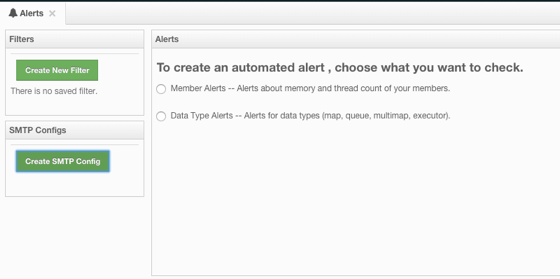 Alerts
Filters
Create New Filter
There is no saved filter.
SMTP Configs
Create SMTP Config
Alerts
To create an automated alert , choose what you want to check.
Member Alerts -- Alerts about memory and thread count of your members.
Data Type Alerts -- Alerts for data types (map, queue, multimap, executor).